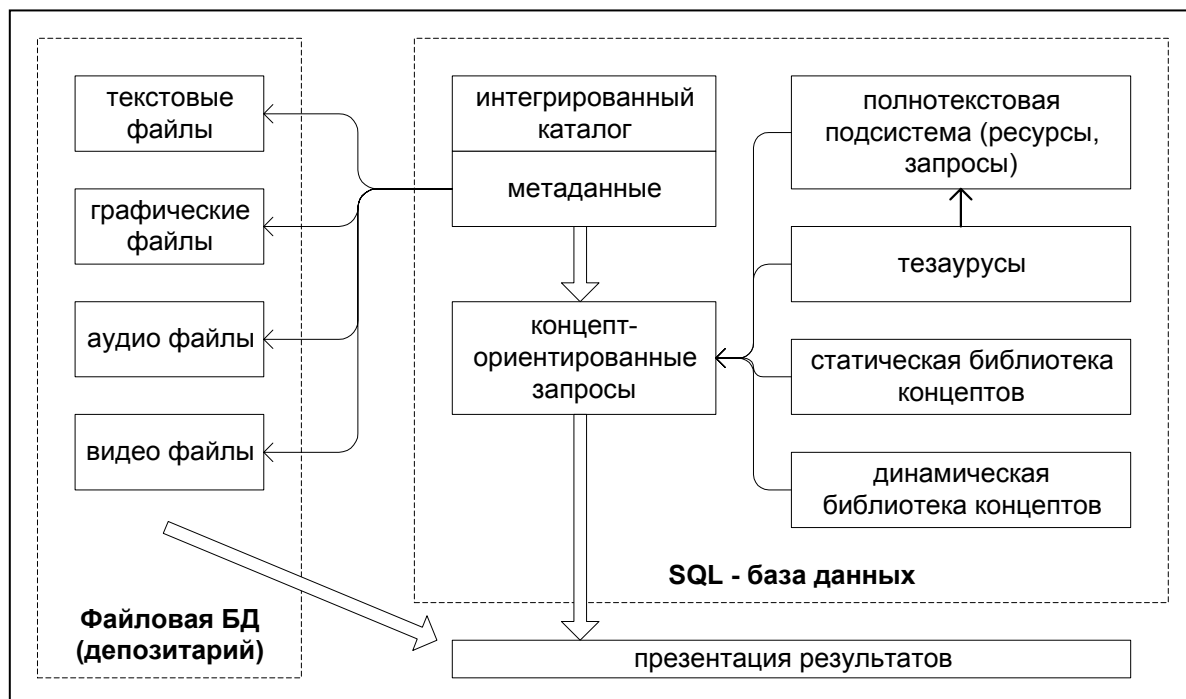 текстовые
файлы
графические
файлы
аудио файлы
видео файлы
Файловая БД
(депозитарий)
интегрированный
каталог
метаданные
концепт-
ориентированные
запросы
полнотекстовая
подсистема (ресурсы,
запросы)
тезаурусы
статическая библиотека
концептов
динамическая
библиотека концептов
SQL - база данных
презентация результатов